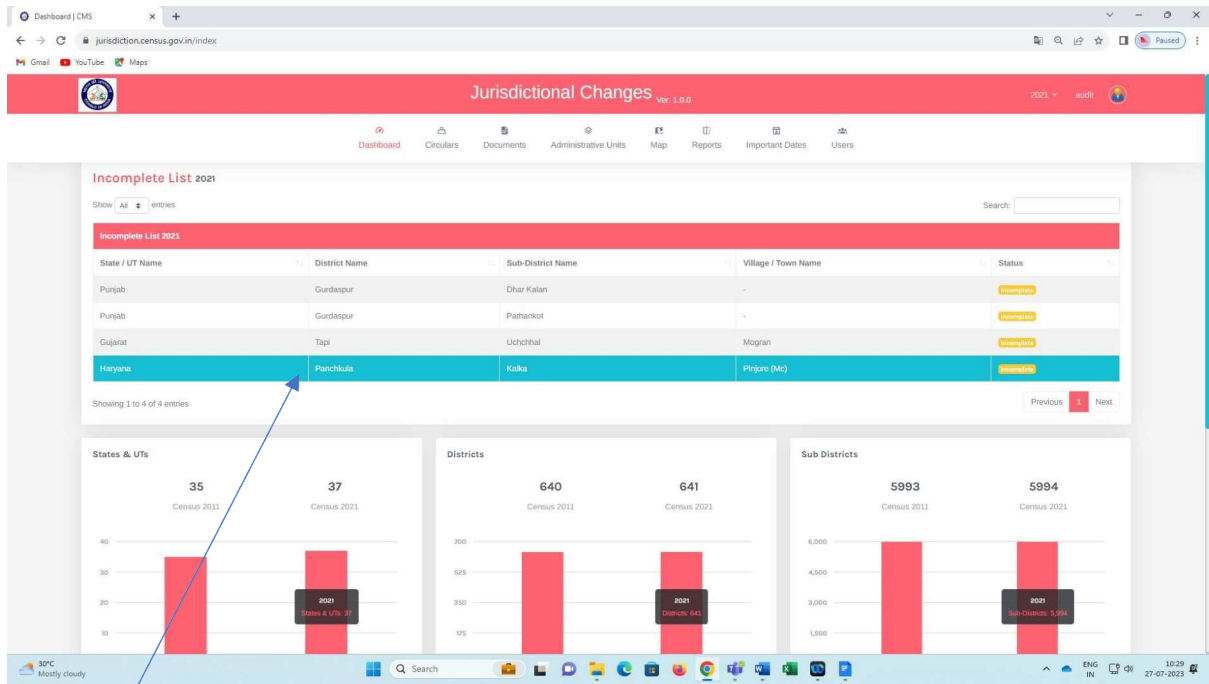 Dashboard | CMS
jurisdiction.census.gov.in/index
Paused
Gmail YouTube Maps
Jurisdictional Changes Ver. 1.0.0
2021 audit
Dashboard Circulars Documents Administrative Units Map Reports Important Dates Users
Incomplete List 2021
Show All entries Search:
Incomplete List 2021
State / UT Name District Name Sub-District Name Village / Town Name Status
Punjab Gurdaspur Dhar Kalan - Incomplete
Punjab Gurdaspur Pathankot - Incomplete
Gujarat Tapi Uchchhal Mogran Incomplete
Haryana Panchkula Kalka Pinjore (Mc) Incomplete
Showing 1 to 4 of 4 entries Previous 1 Next
States & UTs Districts Sub Districts
35 37 640 641 5993 5994
Census 2011 Census 2021 Census 2011 Census 2021 Census 2011 Census 2021
40 700 6,000
30 525 4,500
20 350 3,000
2021 2021 2021
States & UTs: 37 Districts: 641 Sub-Districts: 5,994
10 175 1,500
30°C
Mostly cloudy
Search
ENG
IN
10:29
27-07-2023